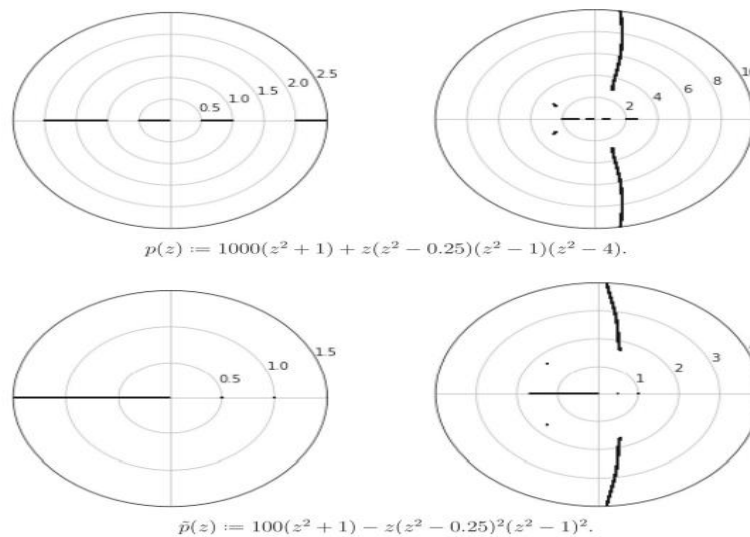 0.5 1.0 1.5 2.0 2.5
2 4 6 8
p(z) := 1000(z² + 1) + z(z² − 0.25)(z² − 1)(z² − 4).
0.5 1.0 1.5
1 2 3
p̃(z) := 100(z² + 1) − z(z² − 0.25)²(z² − 1)².